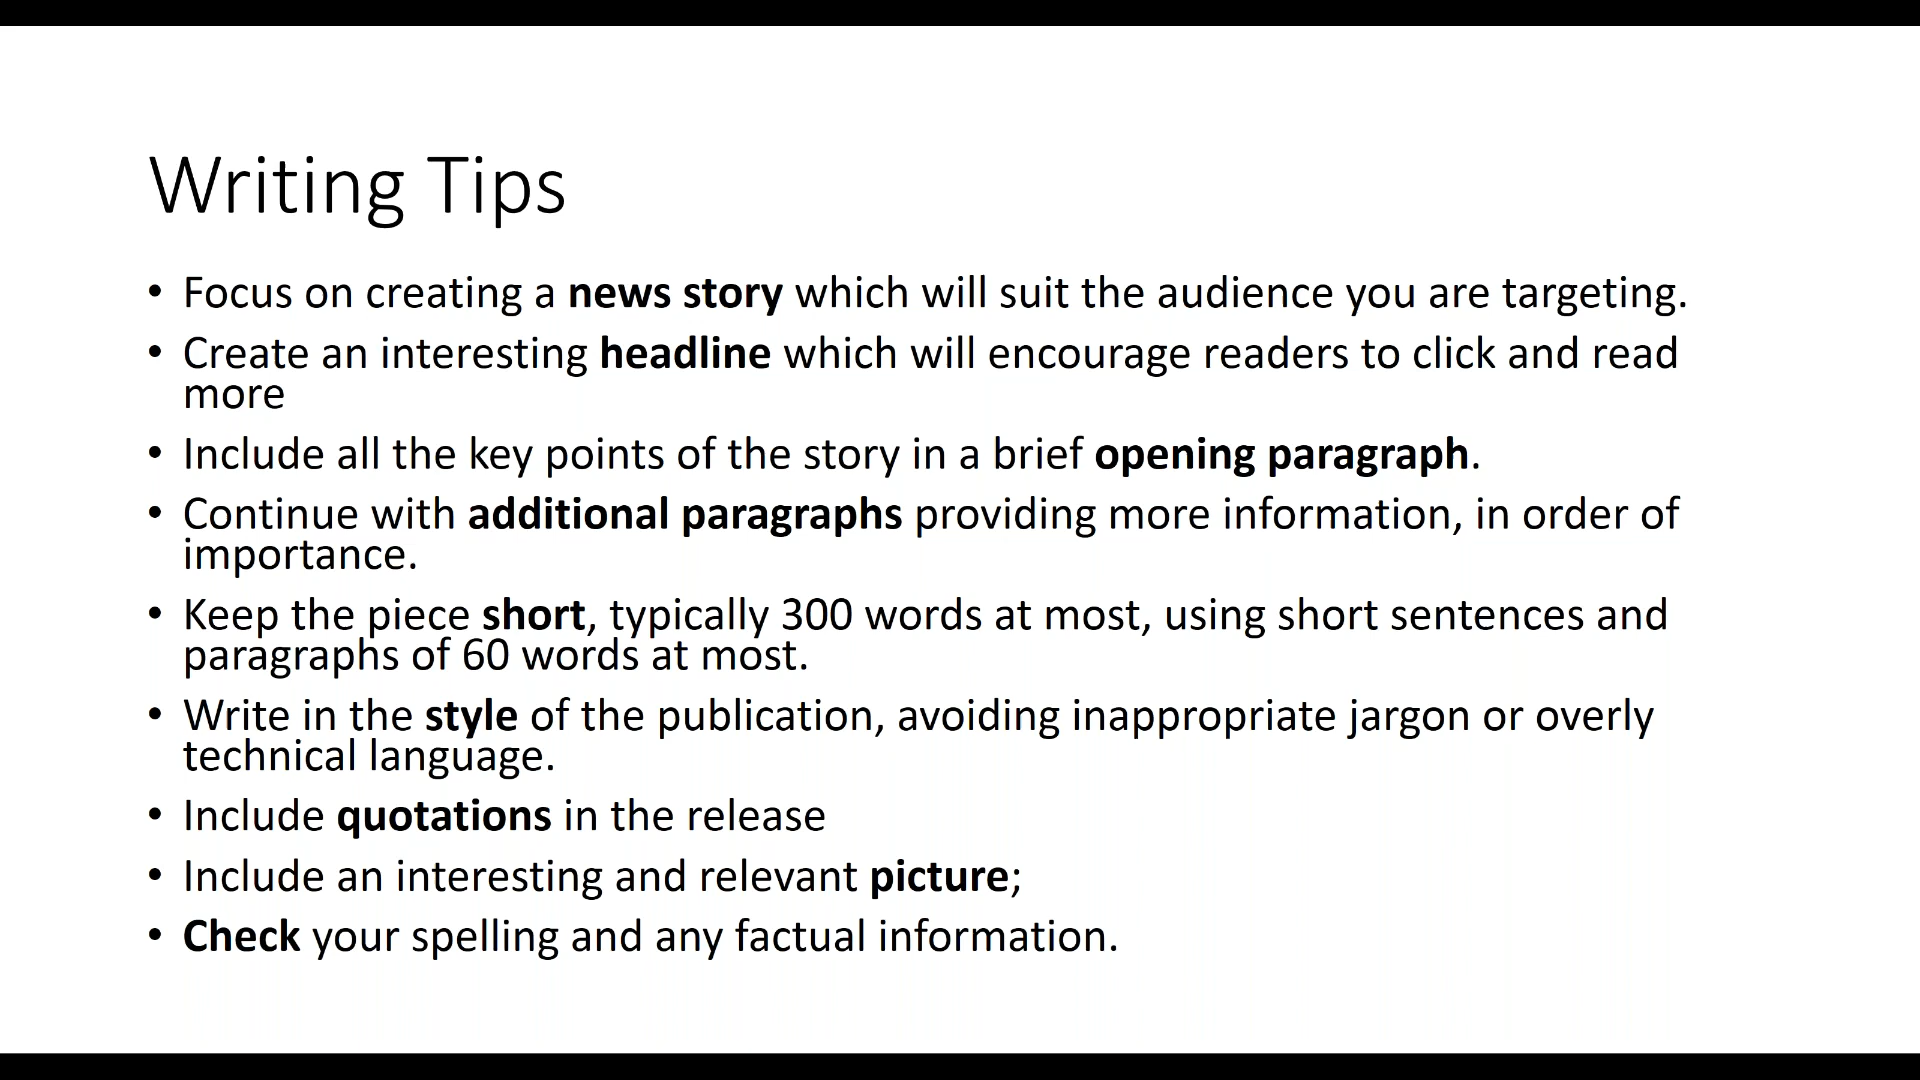 Writing Tips
• Focus on creating a news story which will suit the audience you are targeting.
• Create an interesting headline which will encourage readers to click and read
more
• Include all the key points of the story in a brief opening paragraph.
• Continue with additional paragraphs providing more information, in order of
importance.
• Keep the piece short, typically 300 words at most, using short sentences and
paragraphs of 60 words at most.
• Write in the style of the publication, avoiding inappropriate jargon or overly
technical language.
• Include quotations in the release
• Include an interesting and relevant picture;
• Check your spelling and any factual information.